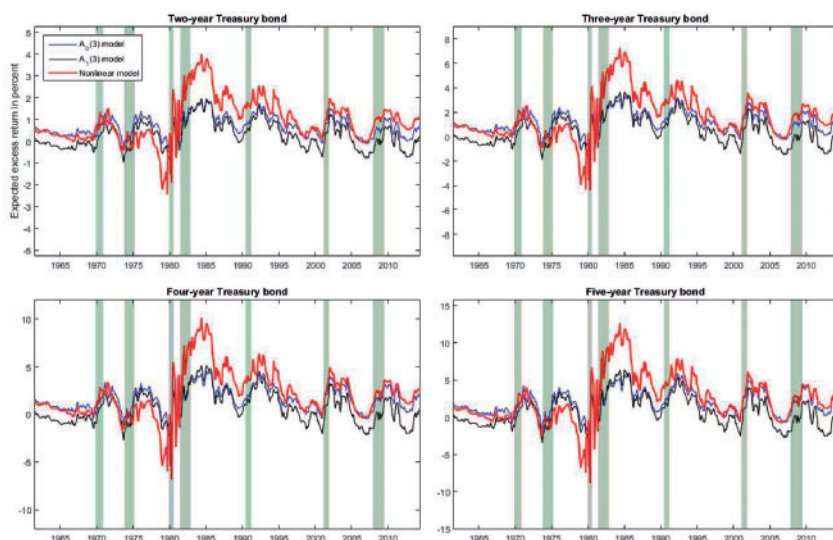 Two-year Treasury bond
Expected excess return in percent
5
4
3
2
1
0
-1
-2
-3
-4
-5
A₀(3) model
A₁(3) model
Nonlinear model
1965 1970 1975 1980 1985 1990 1995 2000 2005 2010
Three-year Treasury bond
8
6
4
2
0
-2
-4
-6
-8
1965 1970 1975 1980 1985 1990 1995 2000 2005 2010
Four-year Treasury bond
10
5
0
-5
-10
1965 1970 1975 1980 1985 1990 1995 2000 2005 2010
Five-year Treasury bond
15
10
5
0
-5
-10
-15
1965 1970 1975 1980 1985 1990 1995 2000 2005 2010